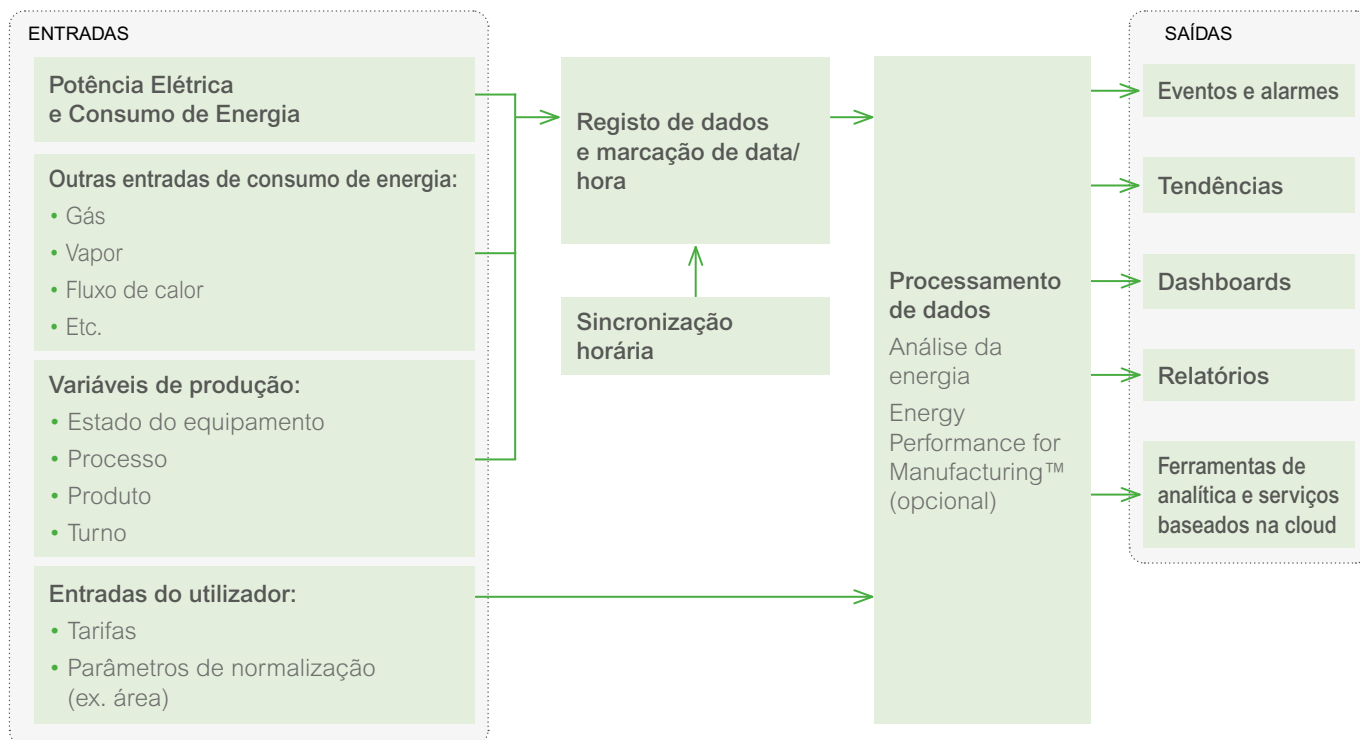 ENTRADAS
Potência Elétrica
e Consumo de Energia
Outras entradas de consumo de energia:
• Gás
• Vapor
• Fluxo de calor
• Etc.
Variáveis de produção:
• Estado do equipamento
• Processo
• Produto
• Turno
Entradas do utilizador:
• Tarifas
• Parâmetros de normalização
(ex. área)
Registo de dados
e marcação de data/
hora
Sincronização
horária
Processamento
de dados
Análise da
energia
Energy
Performance for
Manufacturing™
(opcional)
SAÍDAS
Eventos e alarmes
Tendências
Dashboards
Relatórios
Ferramentas de
analítica e serviços
baseados na cloud